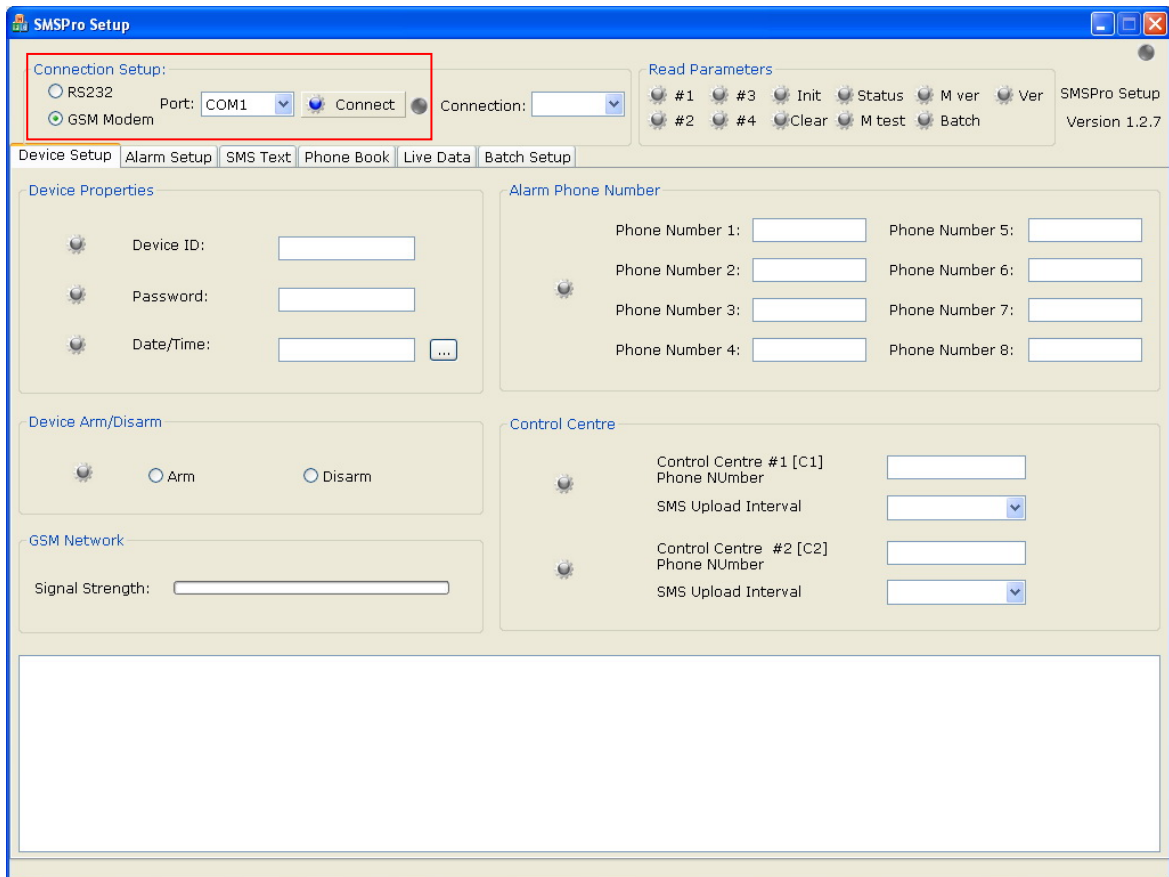 SMSPro Setup
Connection Setup:
RS232
GSM Modem
Port: COM1
Connect
Connection:
Read Parameters
#1 #3 Init Status M ver Ver
#2 #4 Clear M test Batch
SMSPro Setup
Version 1.2.7
Device Setup Alarm Setup SMS Text Phone Book Live Data Batch Setup
Device Properties
Device ID:
Password:
Date/Time:
...
Alarm Phone Number
Phone Number 1: Phone Number 5:
Phone Number 2: Phone Number 6:
Phone Number 3: Phone Number 7:
Phone Number 4: Phone Number 8:
Device Arm/Disarm
Arm Disarm
GSM Network
Signal Strength:
Control Centre
Control Centre #1 [C1]
Phone NUmber
SMS Upload Interval
Control Centre #2 [C2]
Phone NUmber
SMS Upload Interval